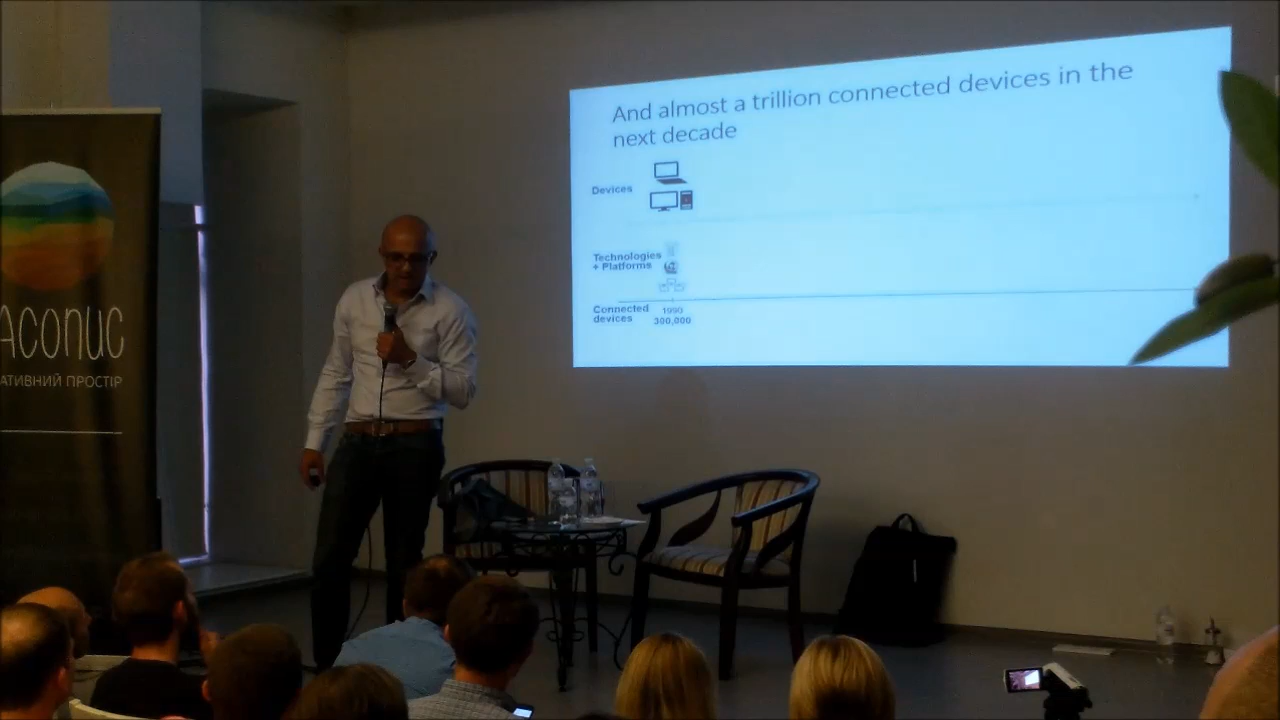 And almost a trillion connected devices in the
next decade
Devices
Technologies
+ Platforms
Connected
devices
1990
300,000
ACONUC
АТИВНИЙ ПРОСТІР